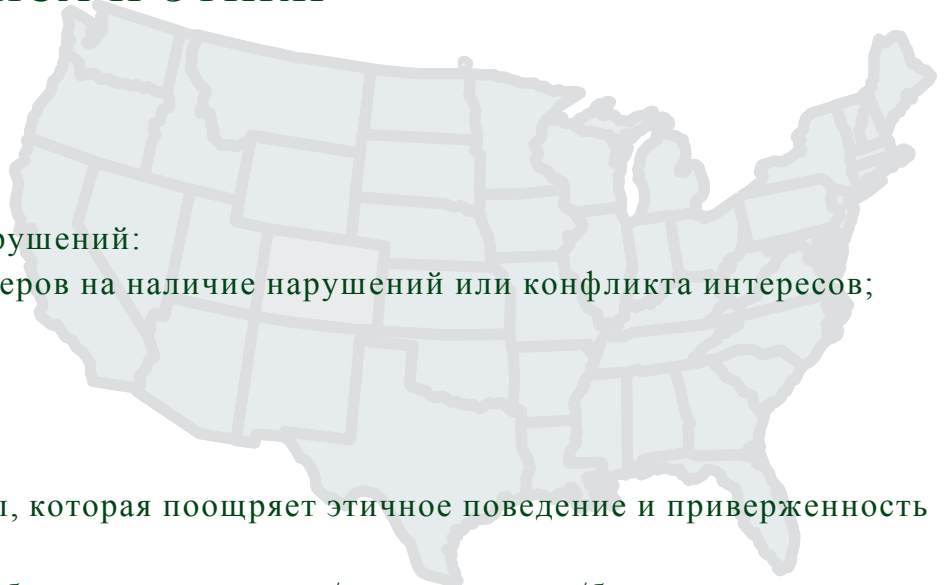 рушений:
еров на наличие нарушений или конфликта интересов;
, которая поощряет этичное поведение и приверженность